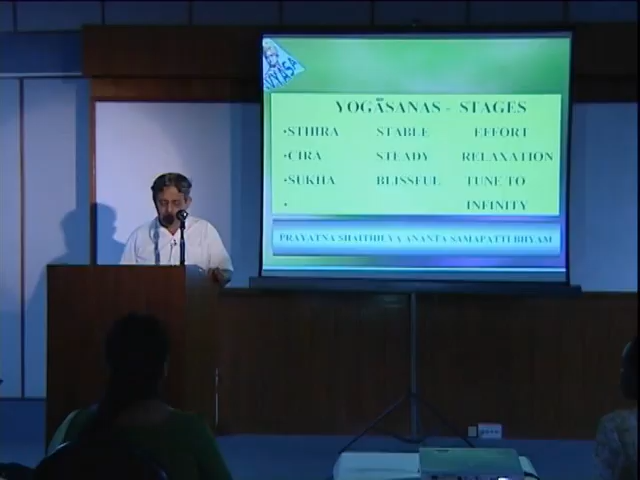 VYASA
YOGĀSANAS - STAGES
•STHIRA STABLE EFFORT
•CIRA STEADY RELAXATION
•SUKHA BLISSFUL TUNE TO
• INFINITY
PRAYATNA SHAITHILYA ANANTA SAMAPATTI BHYAM